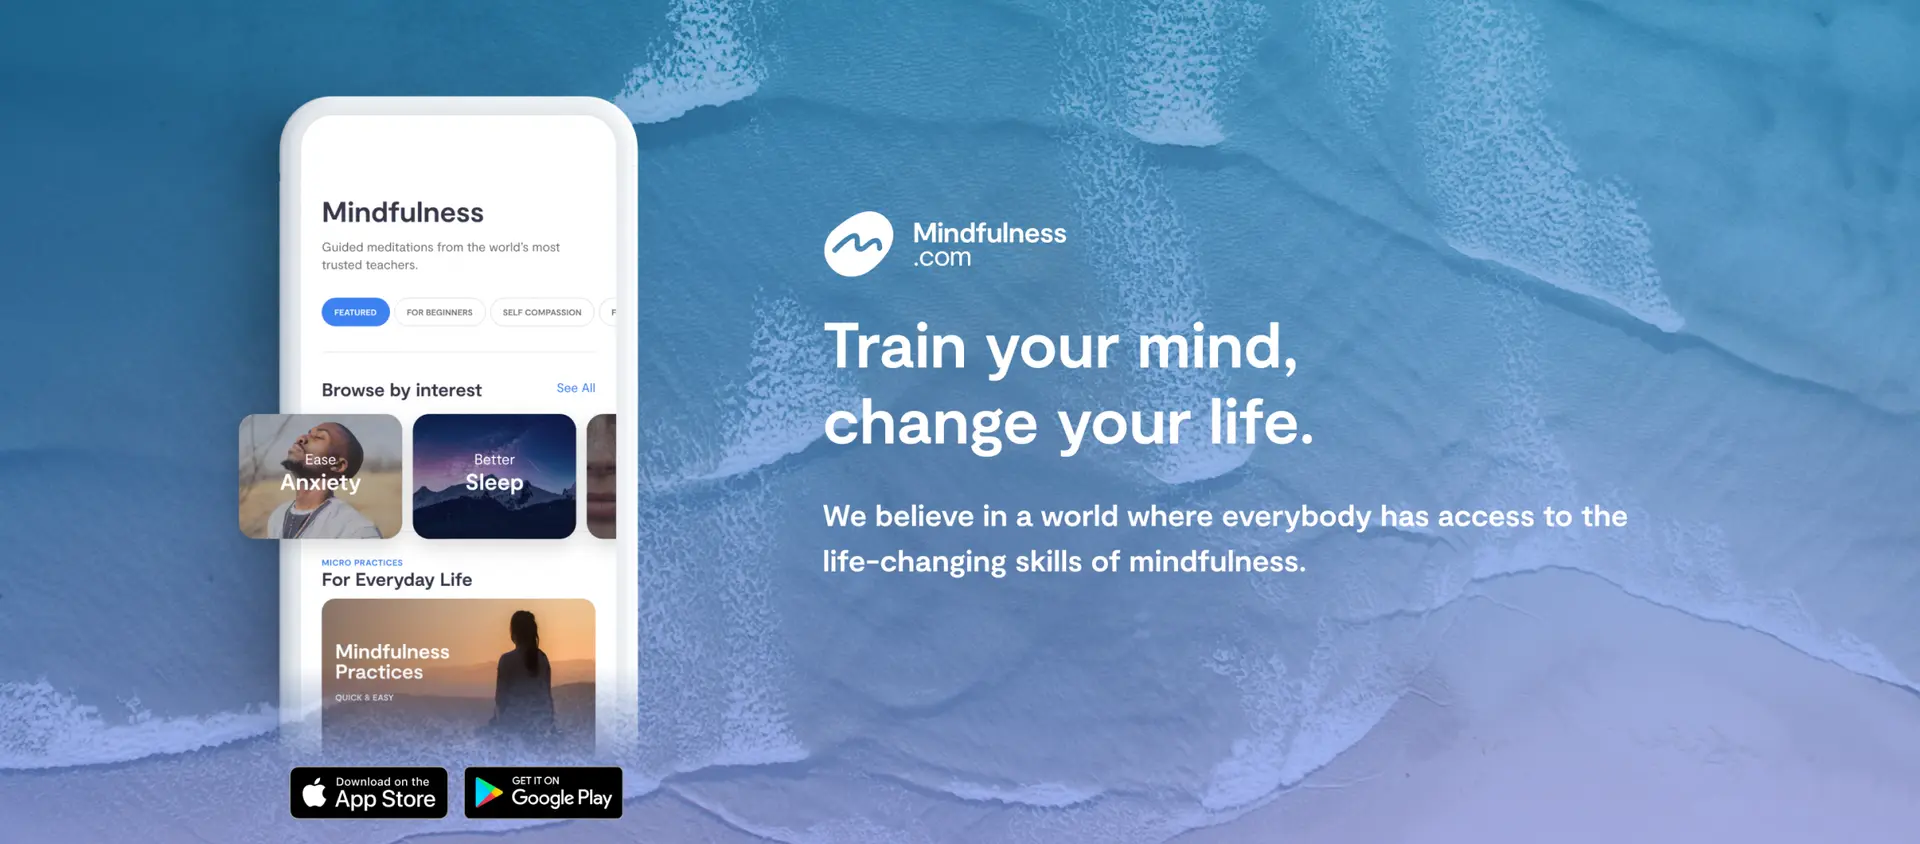 Mindfulness
Guided meditations from the world's most
trusted teachers.
FEATURED
FOR BEGINNERS
SELF COMPASSION
F
Browse by interest
See All
Ease
Anxiety
Better
Sleep
MICRO PRACTICES
For Everyday Life
Mindfulness
Practices
QUICK & EASY
Download on the
App Store
GET IT ON
Google Play
Mindfulness
.com
Train your mind,
change your life.
We believe in a world where everybody has access to the
life-changing skills of mindfulness.